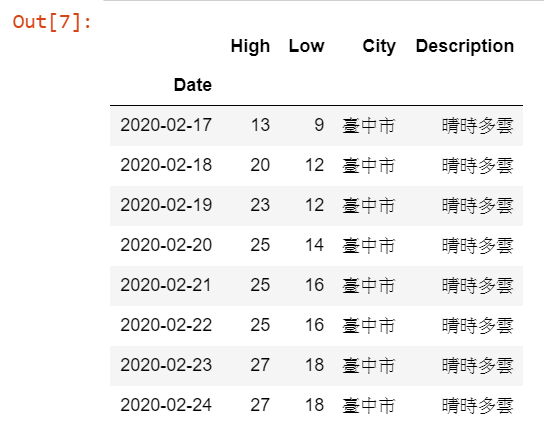 Out[7]:
High Low City Description
Date
2020-02-17 13 9 臺中市 晴時多雲
2020-02-18 20 12 臺中市 晴時多雲
2020-02-19 23 12 臺中市 晴時多雲
2020-02-20 25 14 臺中市 晴時多雲
2020-02-21 25 16 臺中市 晴時多雲
2020-02-22 25 16 臺中市 晴時多雲
2020-02-23 27 18 臺中市 晴時多雲
2020-02-24 27 18 臺中市 晴時多雲